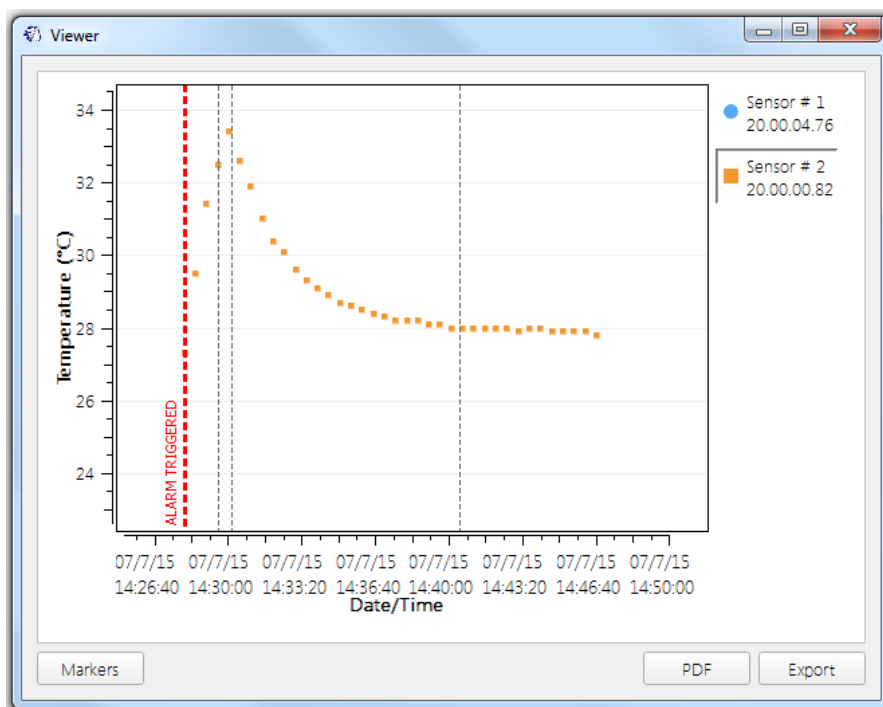 Viewer
34
32
30
28
26
24
Temperature (°C)
ALARM TRIGGERED
07/7/15 07/7/15 07/7/15 07/7/15 07/7/15 07/7/15 07/7/15 07/7/15
14:26:40 14:30:00 14:33:20 14:36:40 14:40:00 14:43:20 14:46:40 14:50:00
Date/Time
Sensor # 1
20.00.04.76
Sensor # 2
20.00.00.82
Markers
PDF
Export